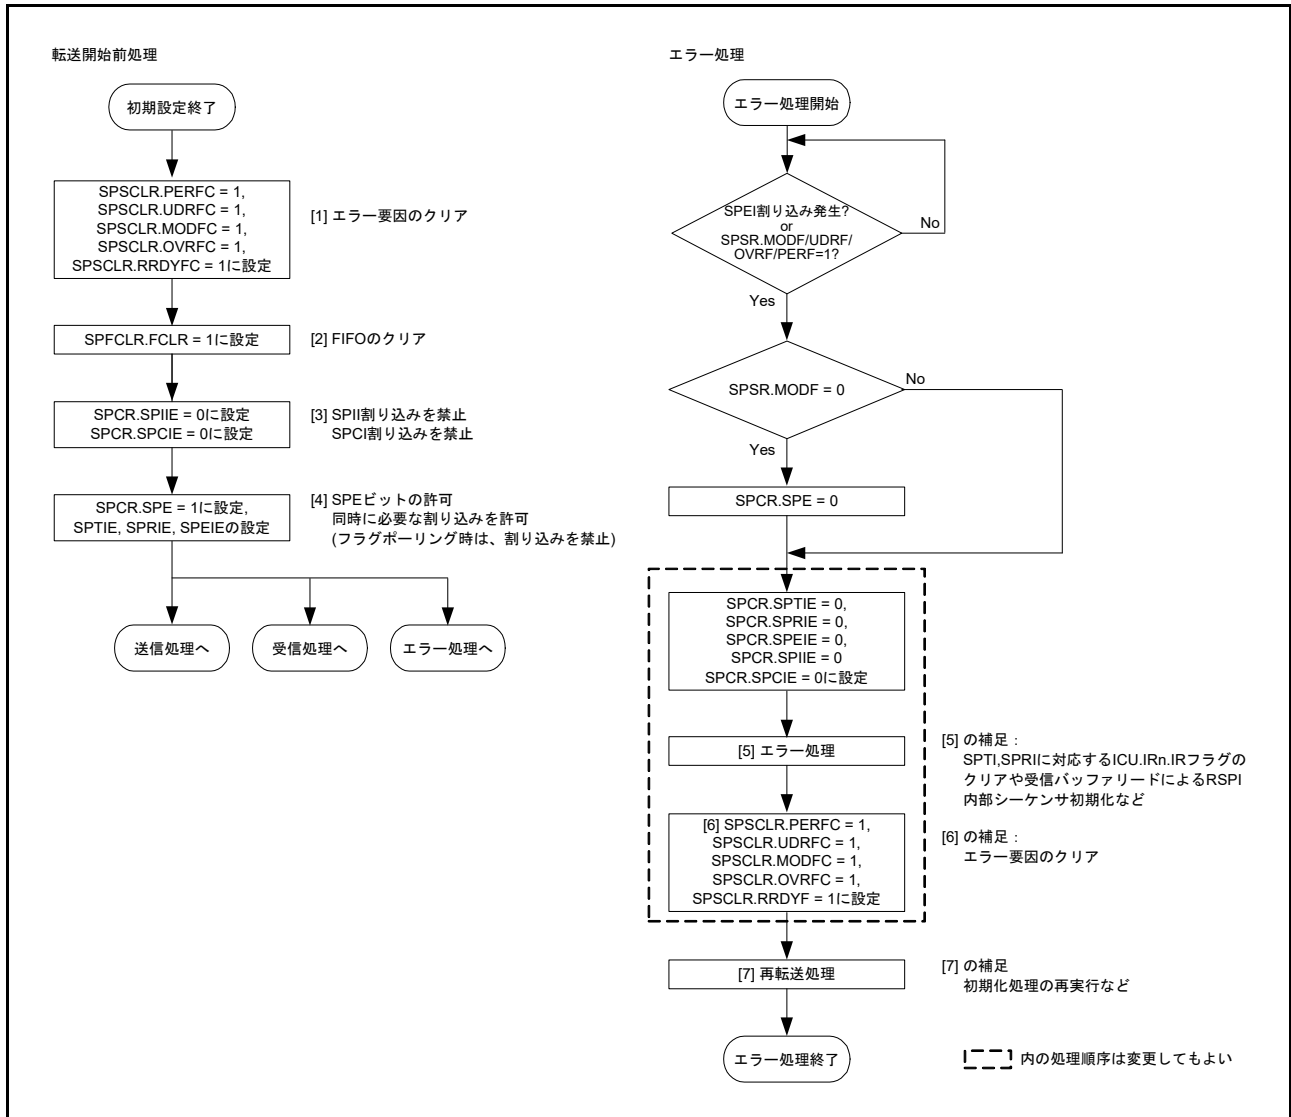 転送開始前処理
初期設定終了
SPSCLR.PERFC = 1,
SPSCLR.UDRFC = 1,
SPSCLR.MODFC = 1,
SPSCLR.OVRFC = 1,
SPSCLR.RRDYFC = 1に設定
[1] エラー要因のクリア
SPFCLR.FCLR = 1に設定
[2] FIFOのクリア
SPCR.SPIIE = 0に設定
SPCR.SPCIE = 0に設定
[3] SPII割り込みを禁止
SPCI割り込みを禁止
SPCR.SPE = 1に設定,
SPTIE, SPRIE, SPEIEの設定
[4] SPEビットの許可
同時に必要な割り込みを許可
(フラグポーリング時は、割り込みを禁止)
送信処理へ
受信処理へ
エラー処理へ
エラー処理
エラー処理開始
SPEI割り込み発生?
or
SPSR.MODF/UDRF/
OVRF/PERF=1?
No
Yes
SPSR.MODF = 0
No
Yes
SPCR.SPE = 0
SPCR.SPTIE = 0,
SPCR.SPRIE = 0,
SPCR.SPEIE = 0,
SPCR.SPIIE = 0
SPCR.SPCIE = 0に設定
[5] エラー処理
[5] の補足：
SPTI,SPRIに対応するICU.IRn.IRフラグの
クリアや受信バッファリードによるRSPI
内部シーケンサ初期化など
[6] SPSCLR.PERFC = 1,
SPSCLR.UDRFC = 1,
SPSCLR.MODFC = 1,
SPSCLR.OVRFC = 1,
SPSCLR.RRDYF = 1に設定
[6] の補足：
エラー要因のクリア
[7] 再転送処理
[7] の補足
初期化処理の再実行など
エラー処理終了
内の処理順序は変更してもよい